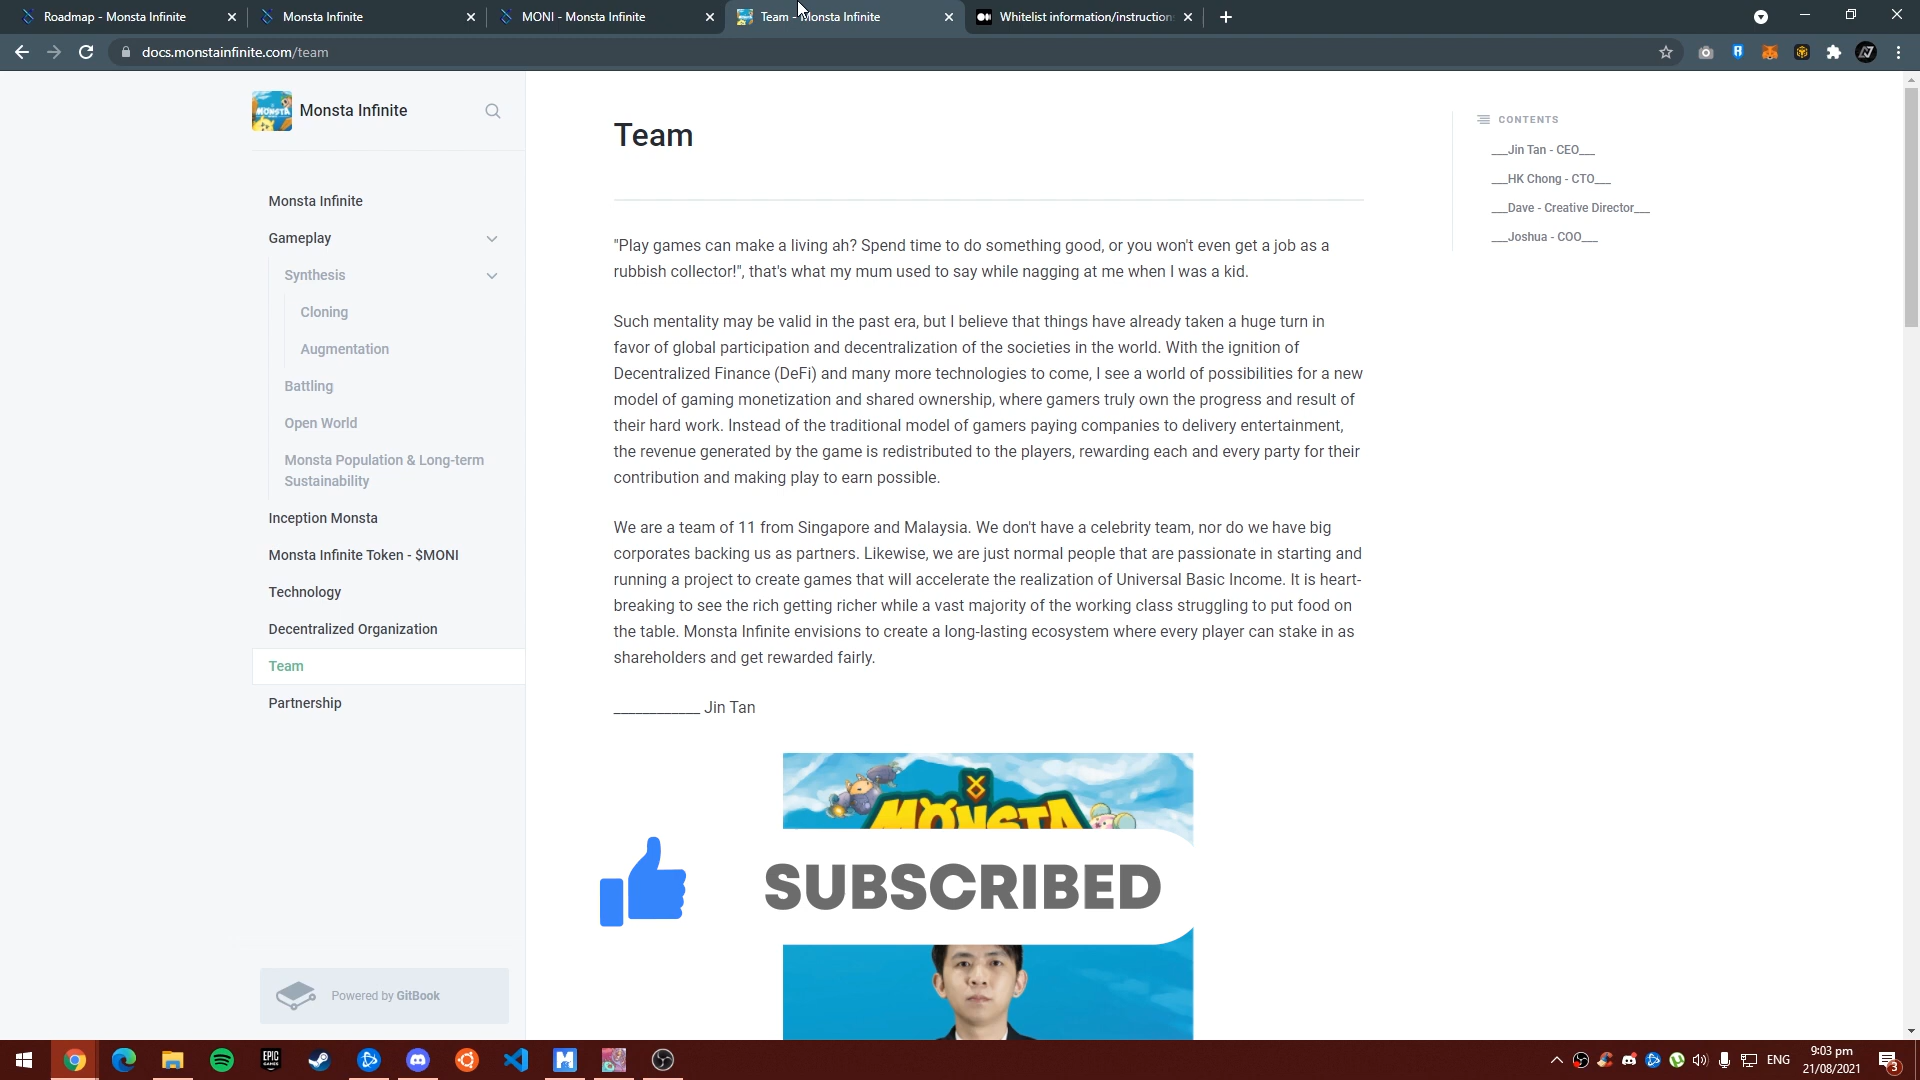 Roadmap - Monsta Infinite
Monsta Infinite
MONI - Monsta Infinite
Team - Monsta Infinite
Whitelist information/instruction
docs.monstainfinite.com/team
MONSTA
Monsta Infinite
Monsta Infinite
Gameplay
Synthesis
Cloning
Augmentation
Battling
Open World
Monsta Population & Long-term
Sustainability
Inception Monsta
Monsta Infinite Token - $MONI
Technology
Decentralized Organization
Team
Partnership
Powered by GitBook
Team
"Play games can make a living ah? Spend time to do something good, or you won't even get a job as a
rubbish collector!", that's what my mum used to say while nagging at me when I was a kid.
Such mentality may be valid in the past era, but I believe that things have already taken a huge turn in
favor of global participation and decentralization of the societies in the world. With the ignition of
Decentralized Finance (DeFi) and many more technologies to come, I see a world of possibilities for a new
model of gaming monetization and shared ownership, where gamers truly own the progress and result of
their hard work. Instead of the traditional model of gamers paying companies to delivery entertainment,
the revenue generated by the game is redistributed to the players, rewarding each and every party for their
contribution and making play to earn possible.
We are a team of 11 from Singapore and Malaysia. We don't have a celebrity team, nor do we have big
corporates backing us as partners. Likewise, we are just normal people that are passionate in starting and
running a project to create games that will accelerate the realization of Universal Basic Income. It is heart-
breaking to see the rich getting richer while a vast majority of the working class struggling to put food on
the table. Monsta Infinite envisions to create a long-lasting ecosystem where every player can stake in as
shareholders and get rewarded fairly.
____________ Jin Tan
MONSTA
SUBSCRIBED
CONTENTS
___Jin Tan - CEO___
___HK Chong - CTO___
___Dave - Creative Director___
___Joshua - COO___
EPIC
GAMES
ENG
9:03 pm
21/08/2021
3